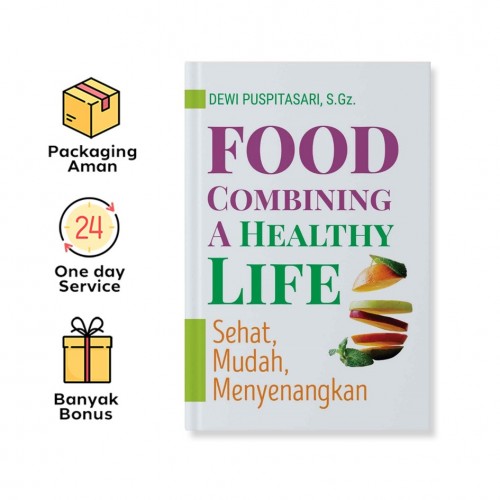 Packaging
Aman
24
One day
Service
Banyak
Bonus
DEWI PUSPITASARI, S.Gz.
FOOD
COMBINING
A HEALTHY
LIFE
Sehat,
Mudah,
Menyenangkan